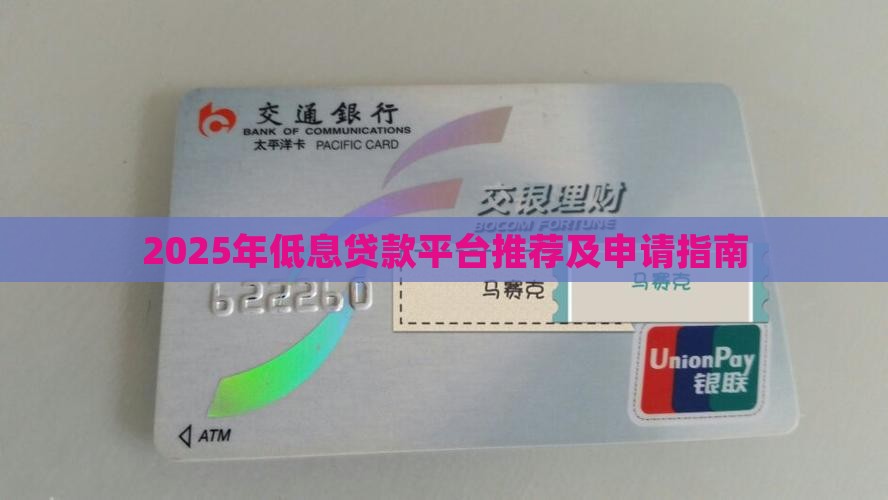 交通銀行
BANK OF COMMUNICATIONS
太平洋卡 PACIFIC CARD
交银理财
BOCOM FORTUNE
2025年低息贷款平台推荐及申请指南
622260
马赛克
马赛克
UnionPay
银联
ATM